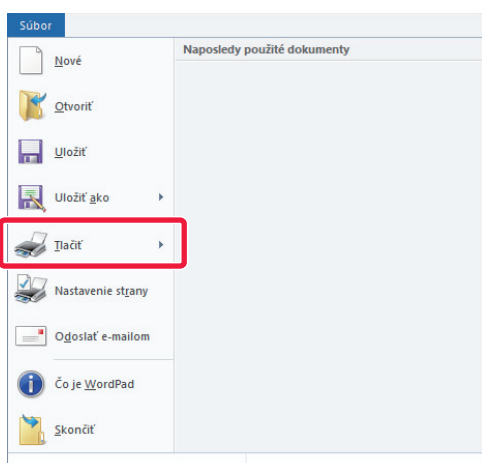 Súbor
Naposledy použité dokumenty
Nové
Otvoriť
Uložiť
Uložiť ako
Tlačiť
Nastavenie strany
Odoslať e-mailom
Čo je WordPad
Skončiť